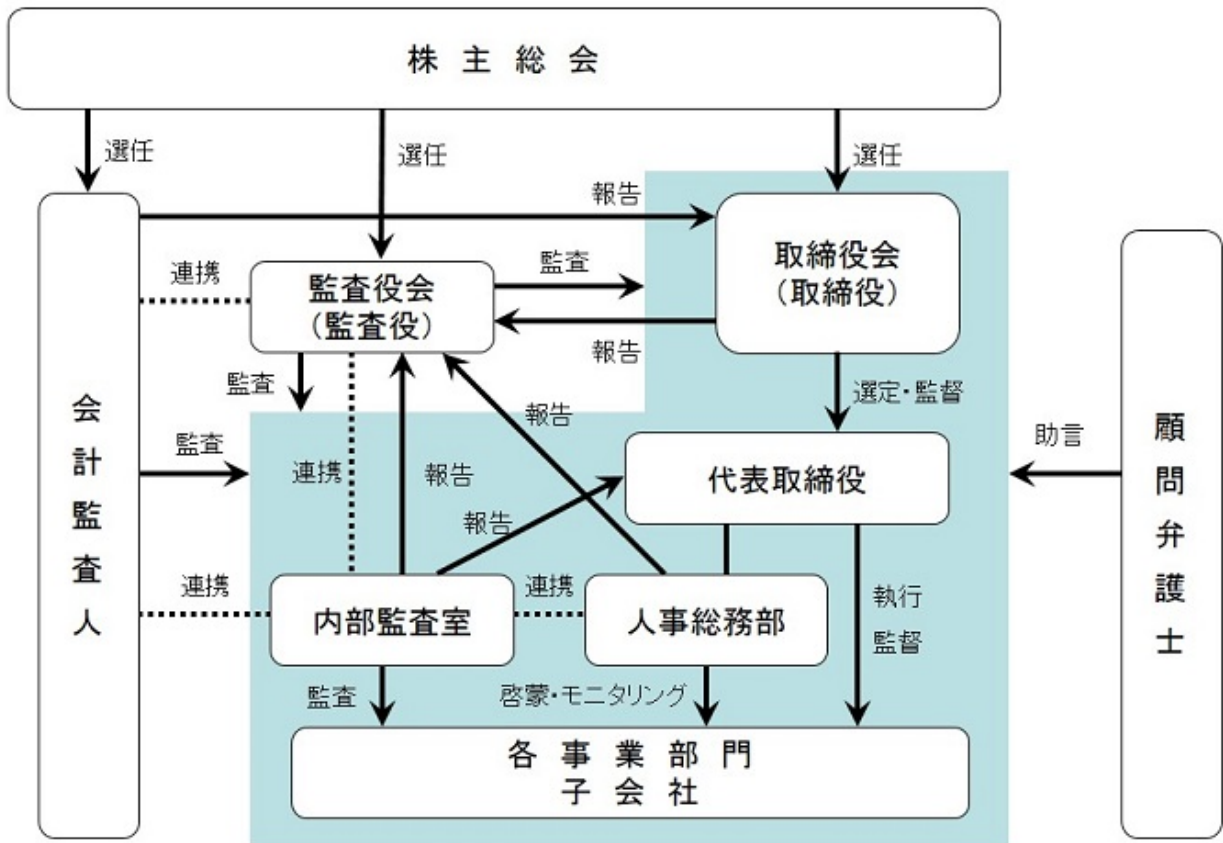 株主総会
選任
選任
選任
報告
取締役会
(取締役)
連携
監査役会
(監査役)
監査
報告
監査
選定・監督
会計監査人
監査
連携
報告
報告
報告
代表取締役
助言
顧問弁護士
連携
内部監査室
連携
人事総務部
執行
監督
監査
啓蒙・モニタリング
各事業部門
子会社